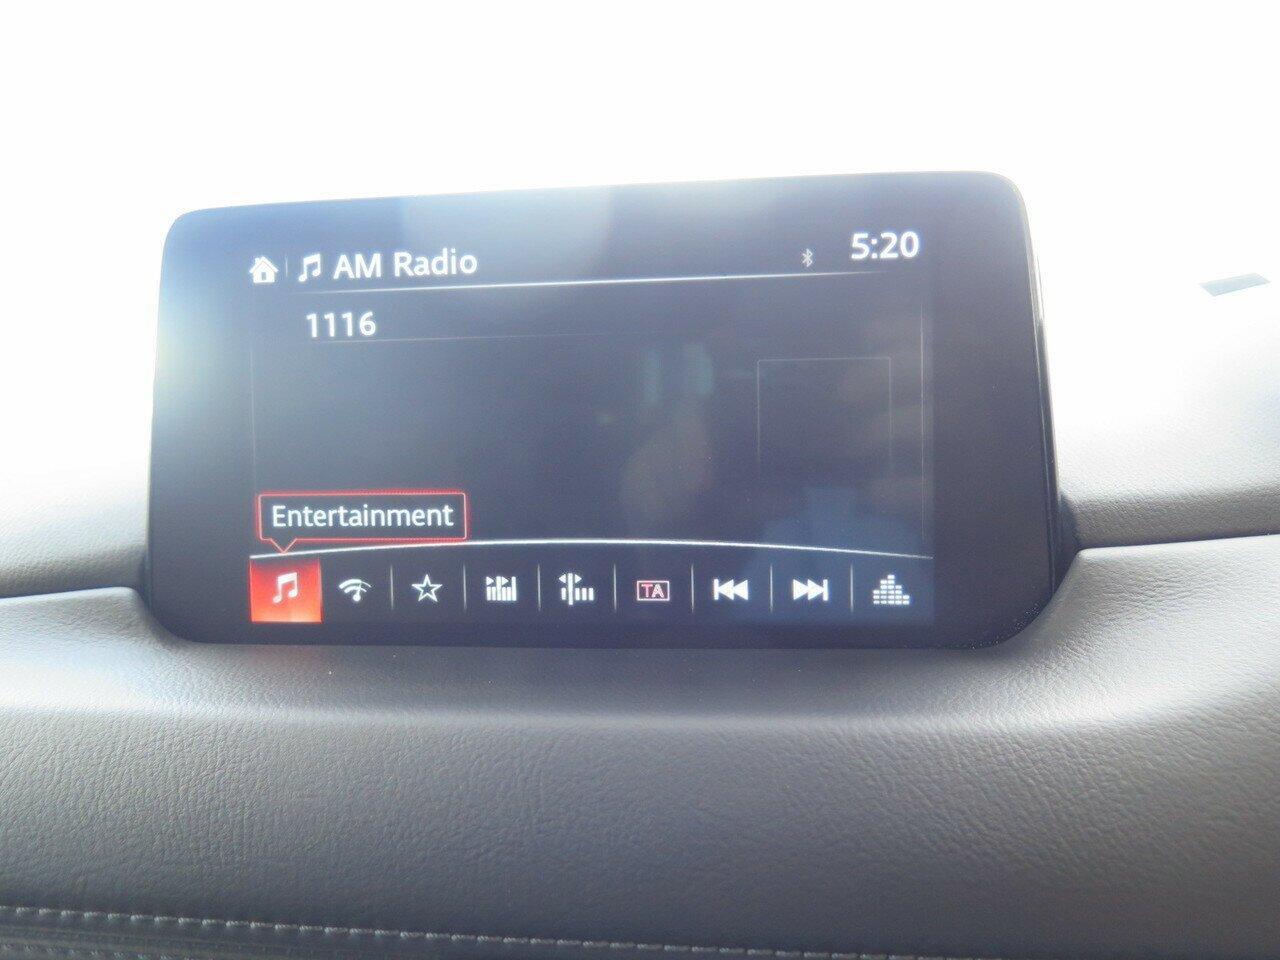 AM Radio
5:20
1116
Entertainment
TA